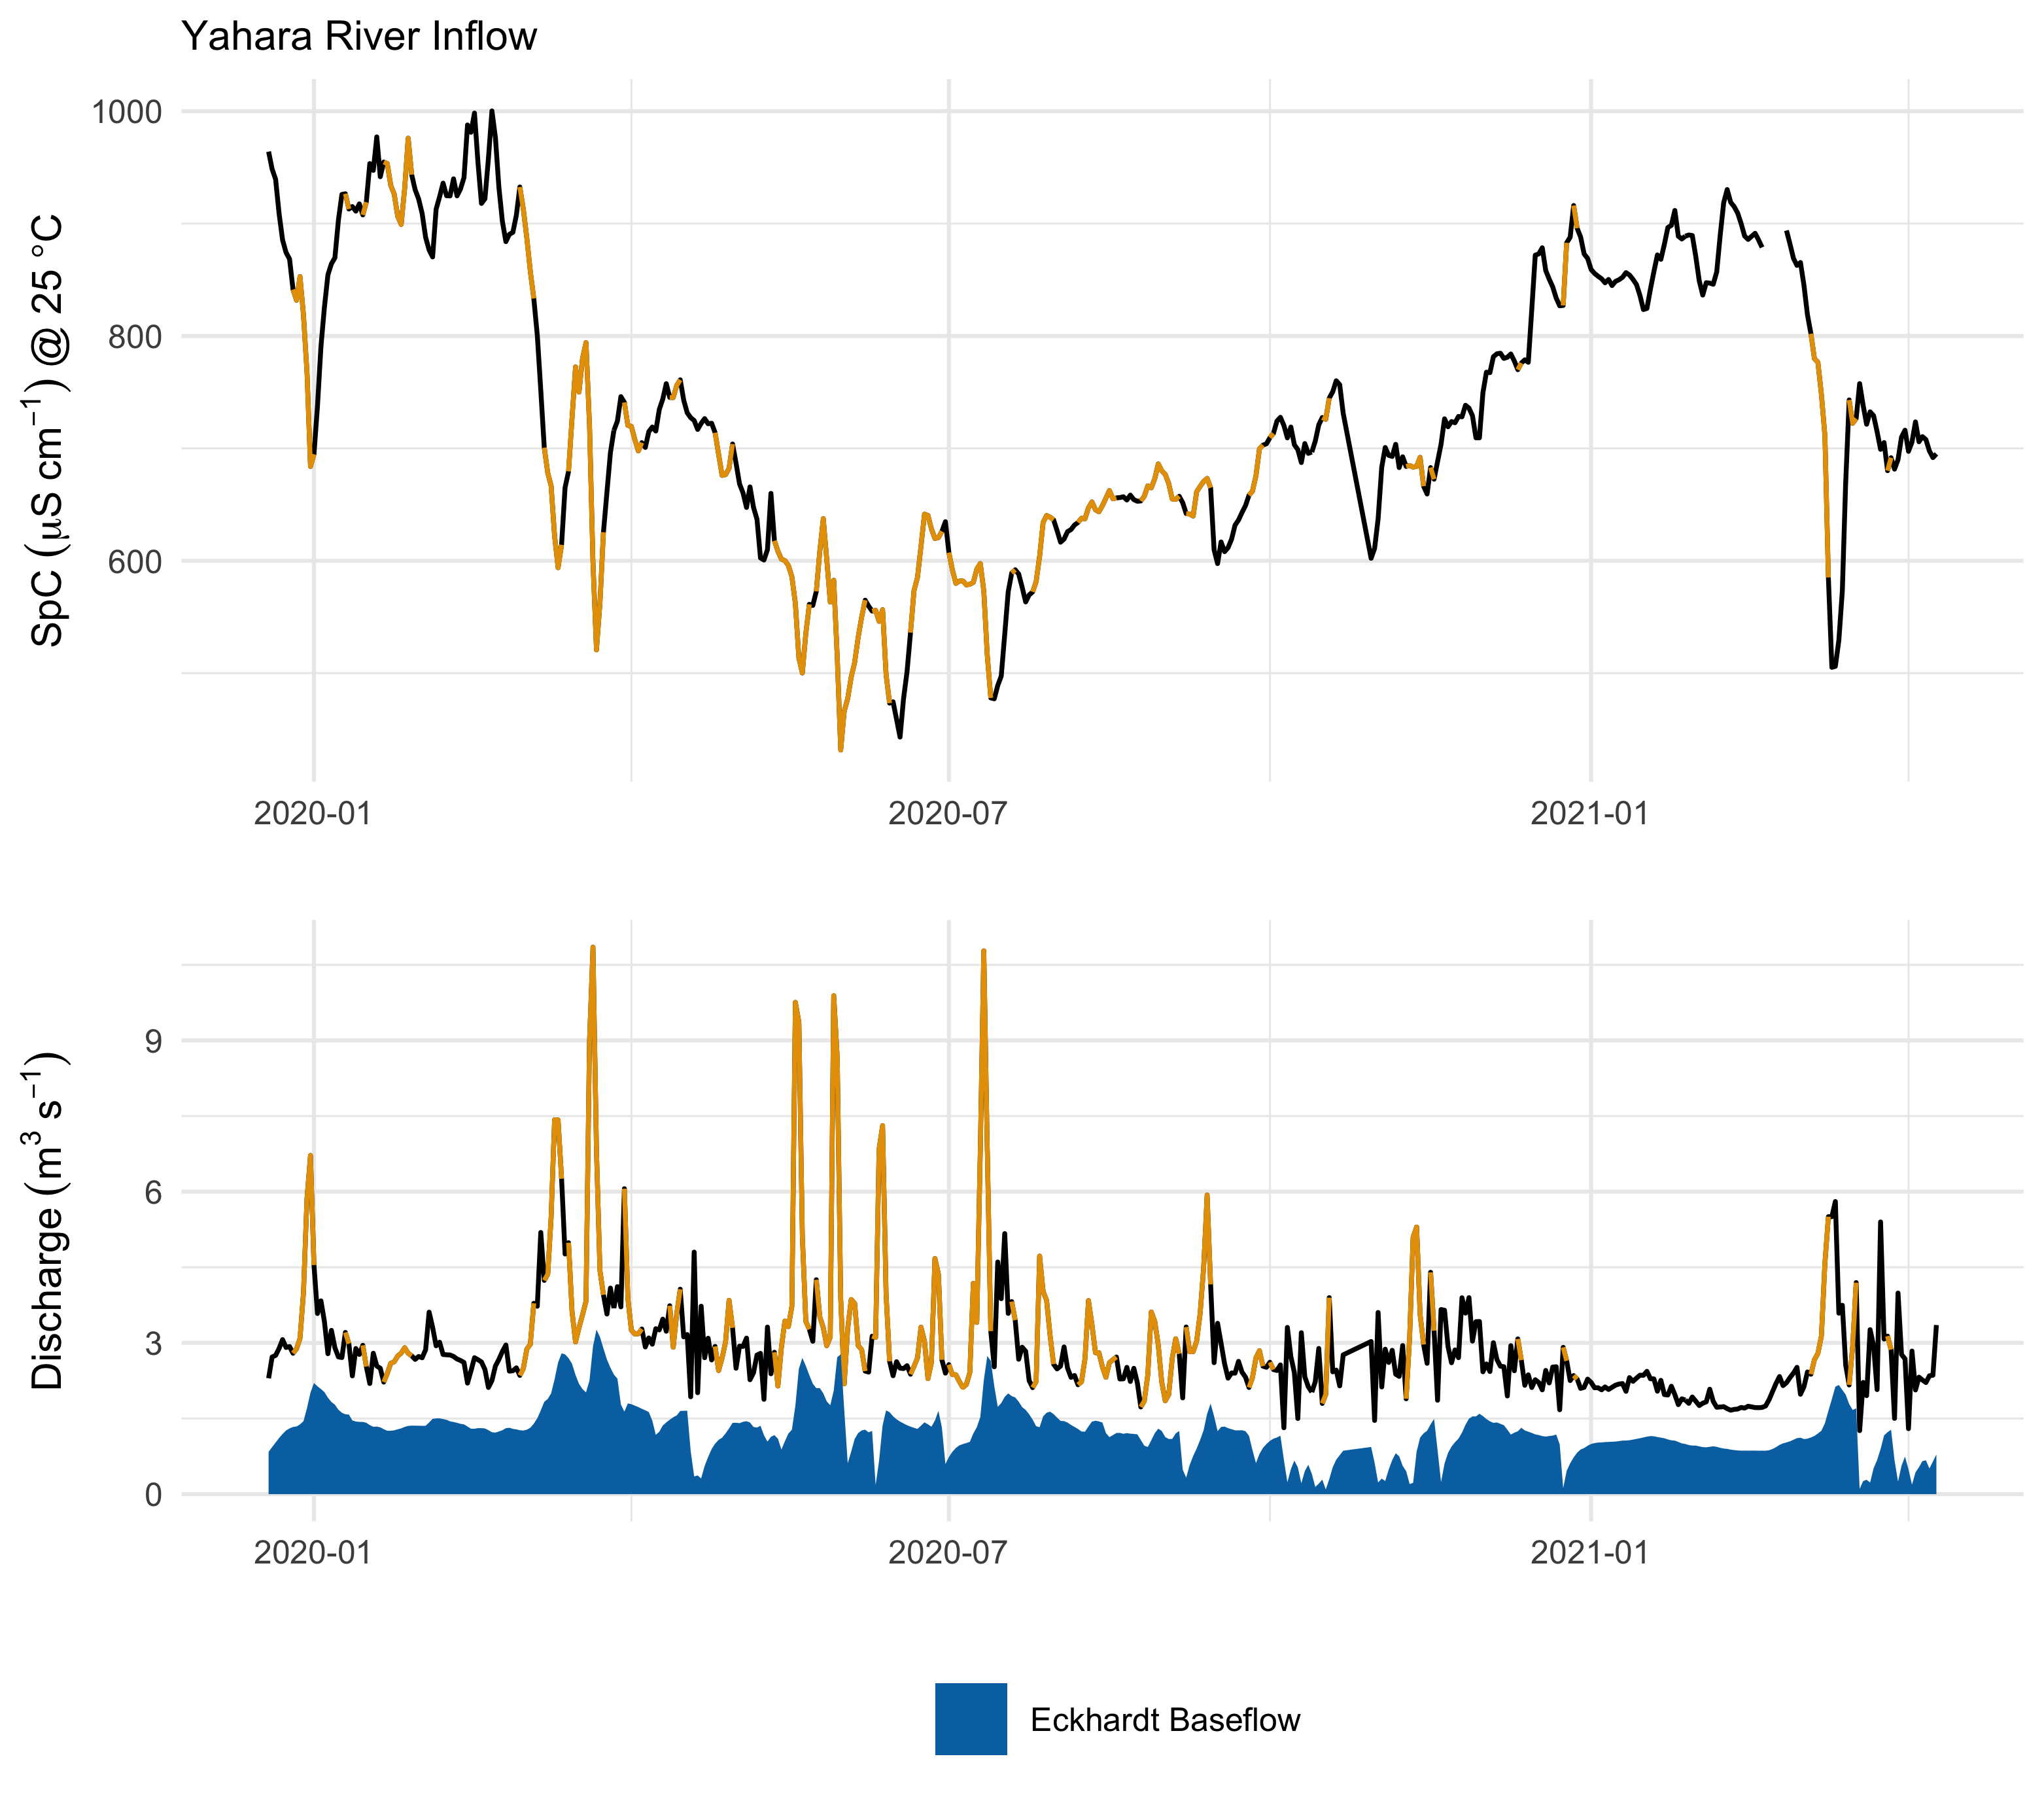 Yahara River Inflow
SpC (μS cm⁻¹) @ 25 °C
1000
800
600
2020-01 2020-07 2021-01
Discharge (m³ s⁻¹)
9
6
3
0
2020-01 2020-07 2021-01
Eckhardt Baseflow